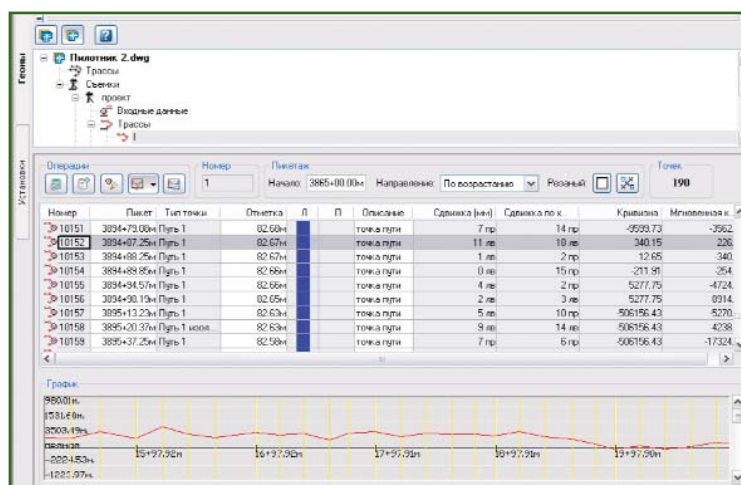 Геоны
Установки
Пилотник 2.dwg
Трассы
Съемки
проект
Входные данные
Трассы
1
Операции Номер Пикетаж Точек
1 Начало: 3865+00.00м Направление: По возрастанию Резаный 190
Номер Пикет Тип точки Отметка Л П Описание Сдвижка (мм) Сдвижка по к... Кривизна Мгновенная к...
10151 3894+79.08м Путь 1 82.68м точка пути 7 пр 14 пр -9599.73 -3562.
10152 3894+87.25м Путь 1 82.67м точка пути 11 лв 10 лв 340.15 226.
10153 3894+88.25м Путь 1 82.67м точка пути 1 лв 2 пр 12.65 -340.
10154 3894+89.85м Путь 1 82.66м точка пути 0 лв 15 пр -211.91 -254.
10155 3894+94.57м Путь 1 82.66м точка пути 4 лв 2 пр 5277.75 -4724.
10156 3894+98.19м Путь 1 82.65м точка пути 2 лв 3 лв 5277.75 8914.
10157 3895+13.23м Путь 1 82.63м точка пути 5 лв 10 пр -506156.43 -5270.
10158 3895+20.37м Путь 1 изол... 82.63м точка пути 9 лв 14 лв -506156.43 4238.
10159 3895+37.25м Путь 1 82.58м точка пути 7 пр 6 пр -506156.43 -17324.
График
15+97.92м 16+97.92м 17+97.91м 18+97.91м 19+97.90м
-2224.53м.
-1225.97м.